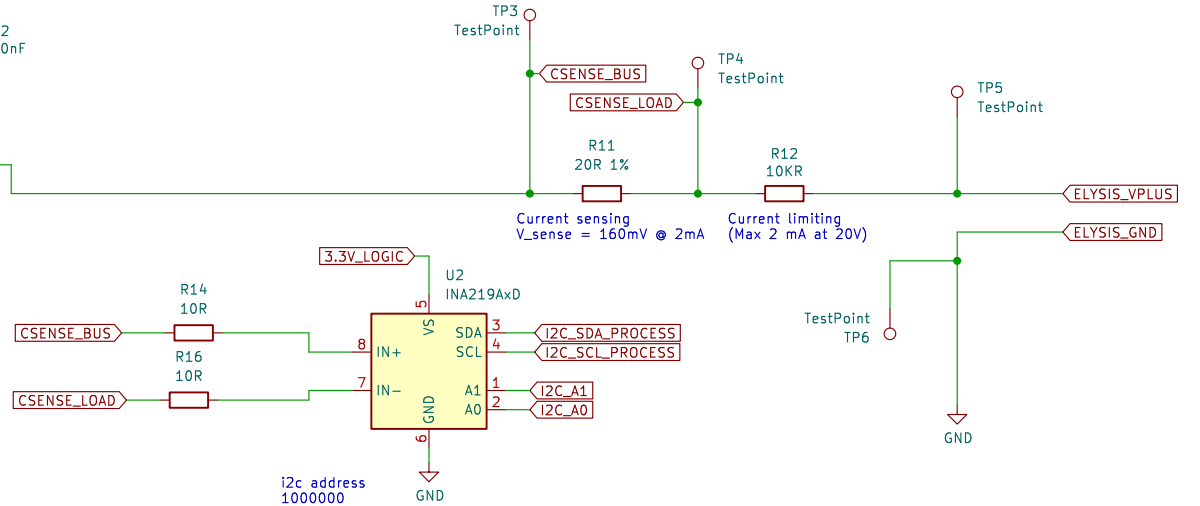 2
0nF
TP3
TestPoint
CSENSE_BUS
TP4
TestPoint
CSENSE_LOAD
TP5
TestPoint
R11
20R 1%
R12
10KR
ELYSIS_VPLUS
Current sensing
V_sense = 160mV @ 2mA
Current limiting
(Max 2 mA at 20V)
ELYSIS_GND
3.3V_LOGIC
U2
INA219AxD
R14
10R
CSENSE_BUS
R16
10R
CSENSE_LOAD
5
VS
8
IN+
7
IN-
SDA
3
I2C_SDA_PROCESS
SCL
4
I2C_SCL_PROCESS
A1
1
I2C_A1
A0
2
I2C_A0
GND
6
GND
TestPoint
TP6
GND
i2c address
1000000